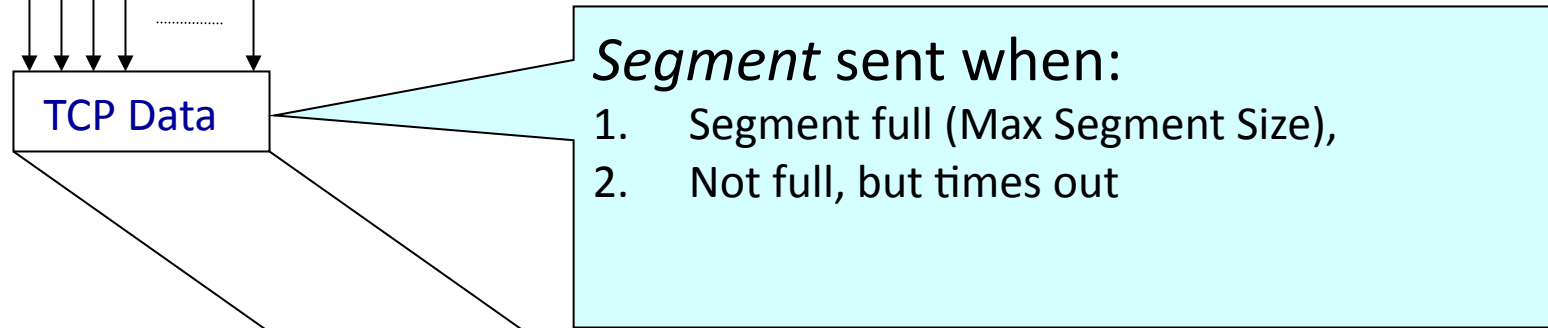 TCP Data
Segment sent when:
1. Segment full (Max Segment Size),
2. Not full, but times out